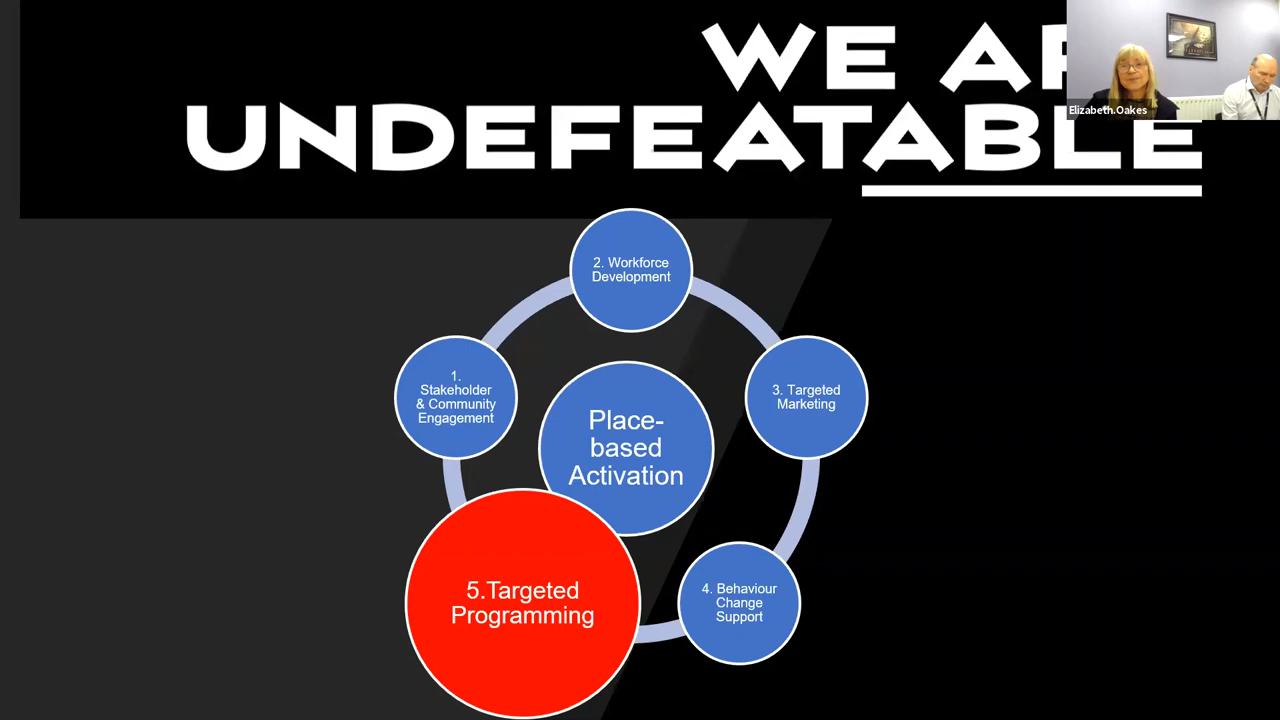 WE AR
UNDEFEATABLE
Elizabeth.Oakes
2. Workforce
Development
1.
Stakeholder
& Community
Engagement
3. Targeted
Marketing
Place-
based
Activation
5.Targeted
Programming
4. Behaviour
Change
Support